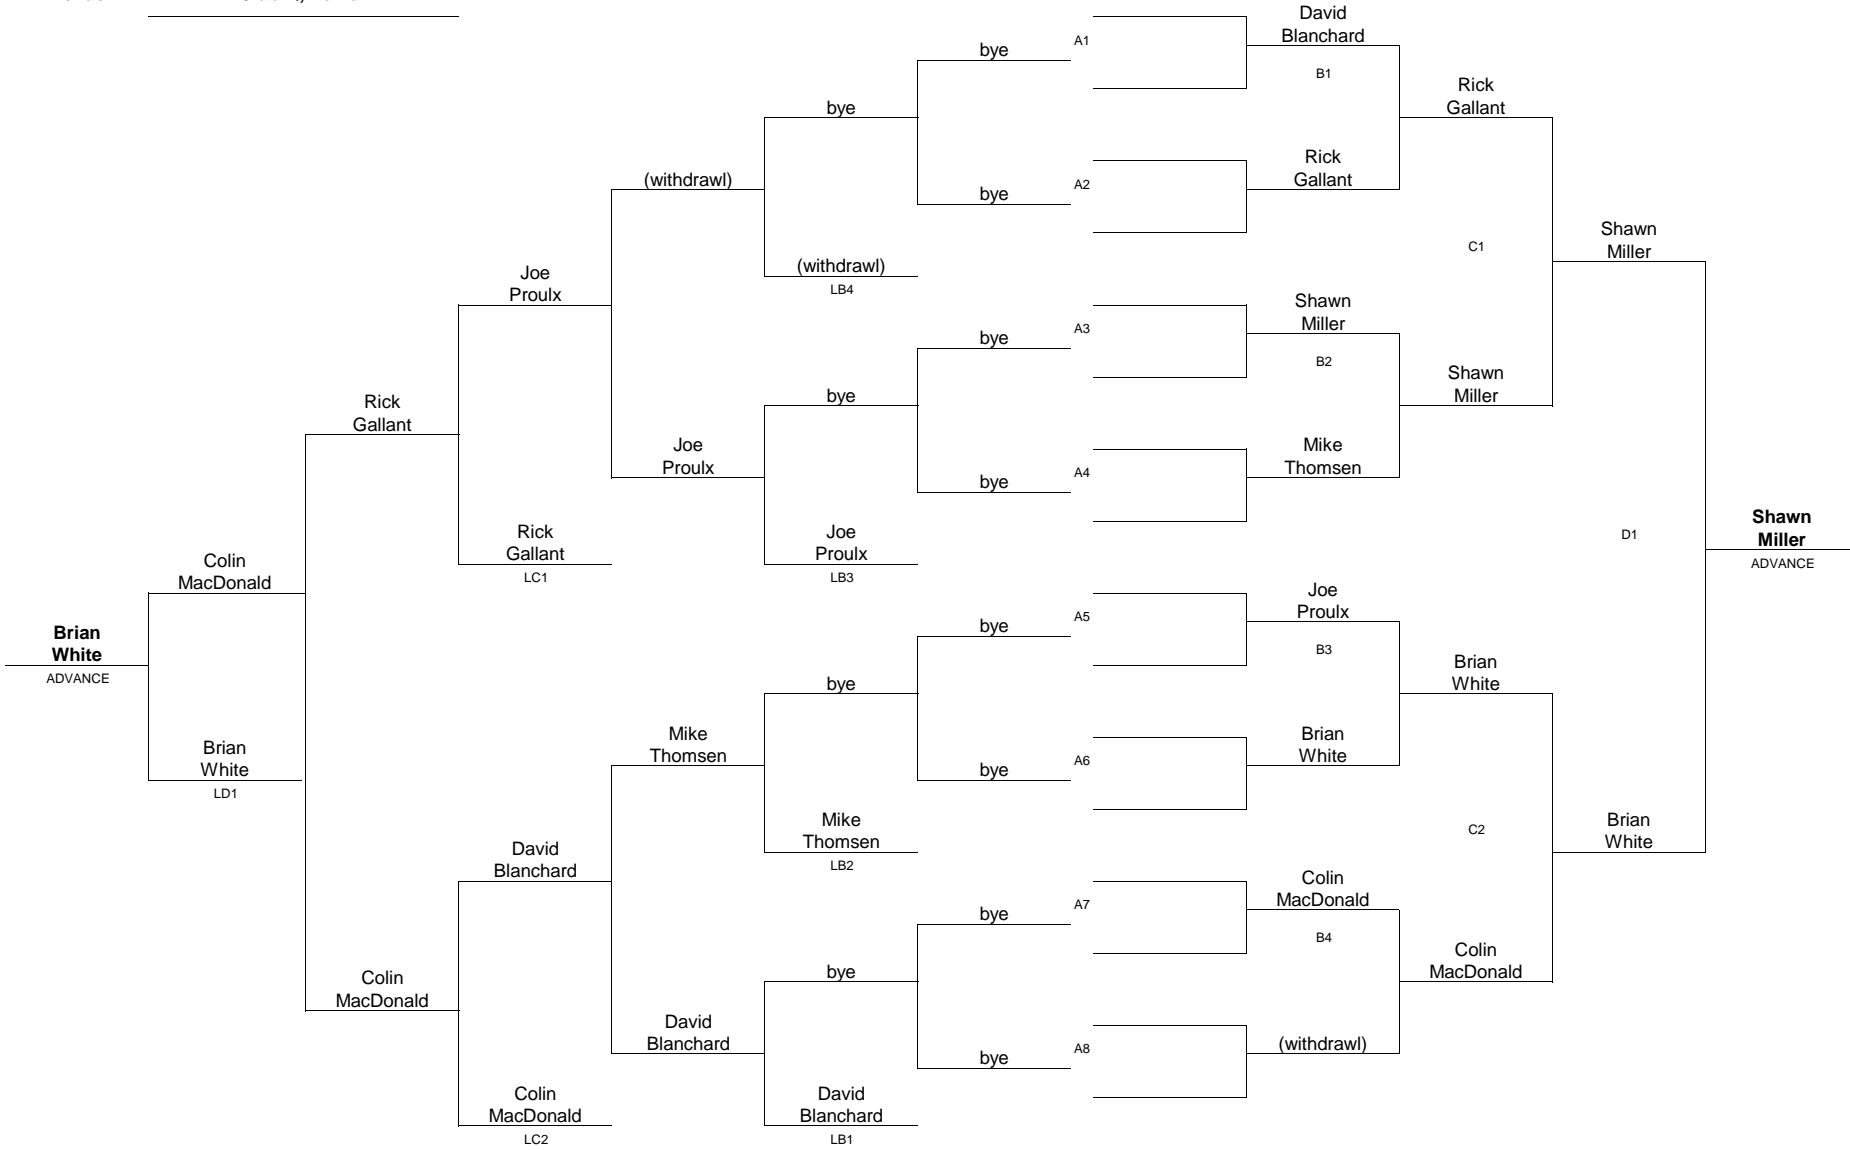 David
Blanchard
bye
A1
B1
Rick
Gallant
bye
Rick
Gallant
(withdrawl)
bye
A2
Shawn
Miller
C1
(withdrawl)
LB4
Joe
Proulx
Shawn
Miller
bye
A3
B2
Shawn
Miller
bye
Rick
Gallant
Joe
Proulx
Mike
Thomsen
bye
A4
Shawn
Miller
ADVANCE
D1
Rick
Gallant
LC1
Joe
Proulx
LB3
Colin
MacDonald
Joe
Proulx
bye
A5
B3
Brian
White
ADVANCE
Brian
White
bye
Mike
Thomsen
Brian
White
bye
A6
Brian
White
LD1
Mike
Thomsen
LB2
C2
Brian
White
David
Blanchard
Colin
MacDonald
bye
A7
B4
Colin
MacDonald
bye
Colin
MacDonald
David
Blanchard
(withdrawl)
bye
A8
Colin
MacDonald
LC2
David
Blanchard
LB1